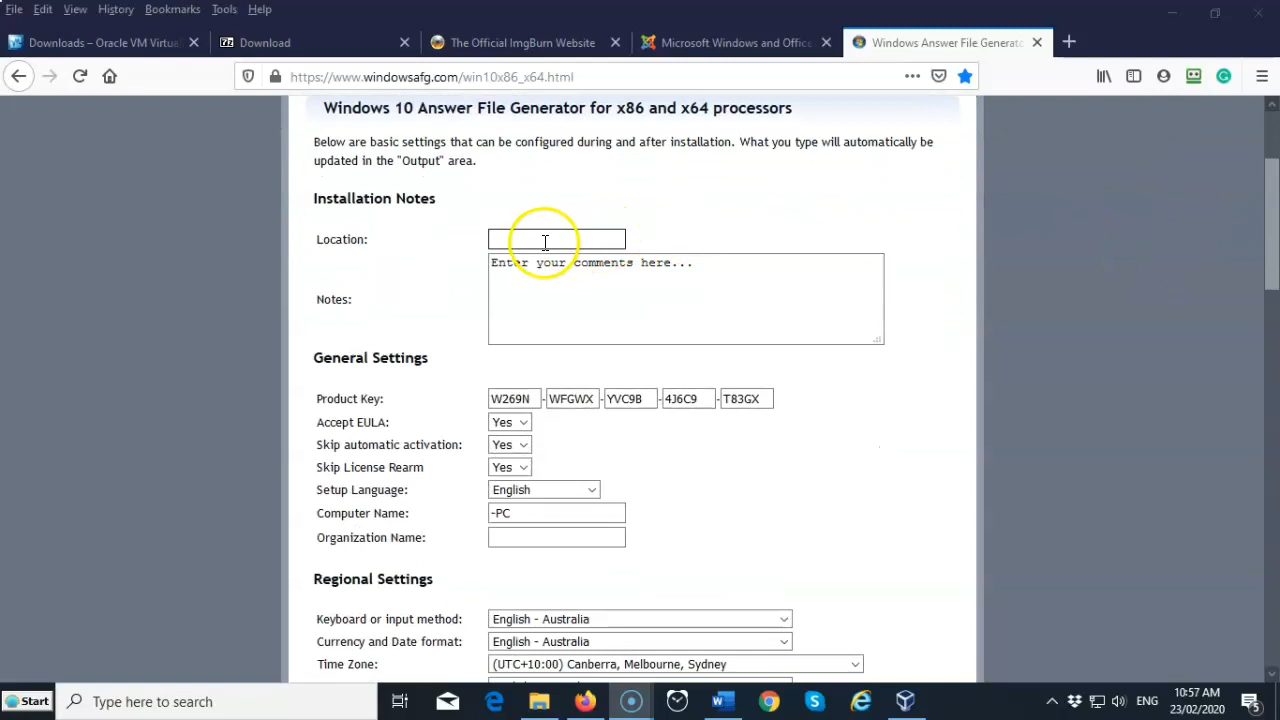 File Edit View History Bookmarks Tools Help
Downloads – Oracle VM Virtual
Download
The Official ImgBurn Website
Microsoft Windows and Office
Windows Answer File Generato
https://www.windowsafg.com/win10x86_x64.html
Windows 10 Answer File Generator for x86 and x64 processors
Below are basic settings that can be configured during and after installation. What you type will automatically be
updated in the "Output" area.
Installation Notes
Location:
Enter your comments here...
Notes:
General Settings
Product Key: W269N - WFGWX - YVC9B - 4J6C9 - T83GX
Accept EULA: Yes
Skip automatic activation: Yes
Skip License Rearm Yes
Setup Language: English
Computer Name: -PC
Organization Name:
Regional Settings
Keyboard or input method: English - Australia
Currency and Date format: English - Australia
Time Zone: (UTC+10:00) Canberra, Melbourne, Sydney
Start
Type here to search
ENG
10:57 AM
23/02/2020
5